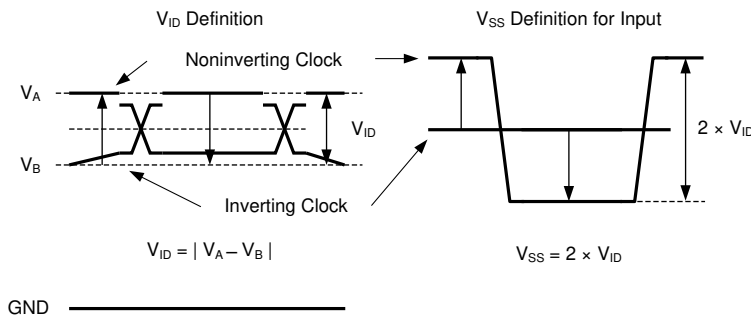 V_ID Definition
V_SS Definition for Input
Noninverting Clock
V_A
V_ID
2 × V_ID
V_B
Inverting Clock
V_ID = | V_A – V_B |
V_SS = 2 × V_ID
GND